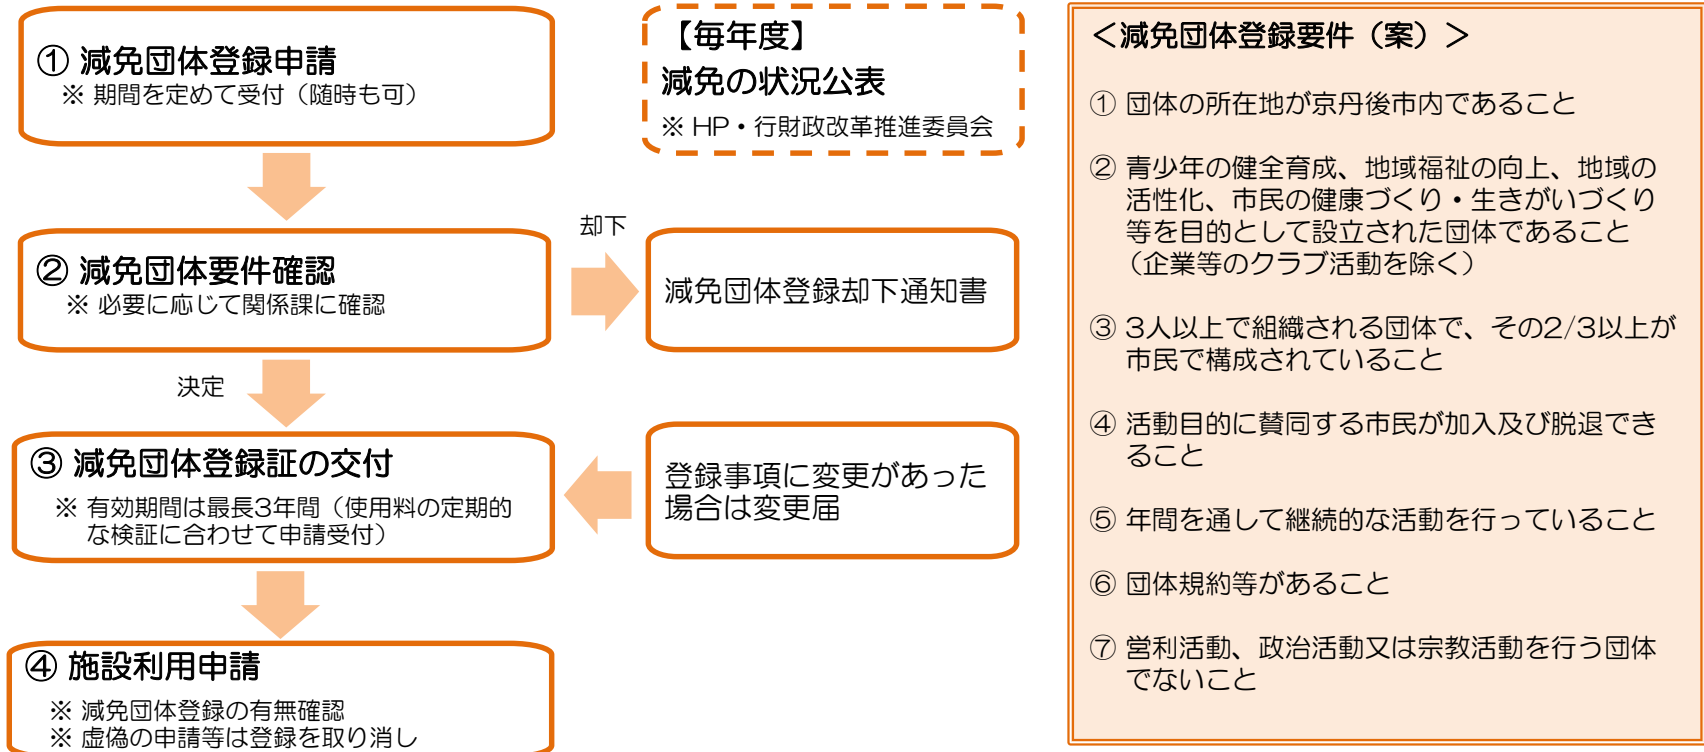 ① 減免団体登録申請
※ 期間を定めて受付（随時も可）
【毎年度】
減免の状況公表
※ HP・行財政改革推進委員会
却下
② 減免団体要件確認
※ 必要に応じて関係課に確認
減免団体登録却下通知書
決定
③ 減免団体登録証の交付
※ 有効期間は最長3年間（使用料の定期的
な検証に合わせて申請受付）
登録事項に変更があった
場合は変更届
④ 施設利用申請
※ 減免団体登録の有無確認
※ 虚偽の申請等は登録を取り消し
＜減免団体登録要件（案）＞
① 団体の所在地が京丹後市内であること
② 青少年の健全育成、地域福祉の向上、地域の
活性化、市民の健康づくり・生きがいづくり
等を目的として設立された団体であること
（企業等のクラブ活動を除く）
③ 3人以上で組織される団体で、その2/3以上が
市民で構成されていること
④ 活動目的に賛同する市民が加入及び脱退でき
ること
⑤ 年間を通して継続的な活動を行っていること
⑥ 団体規約等があること
⑦ 営利活動、政治活動又は宗教活動を行う団体
でないこと